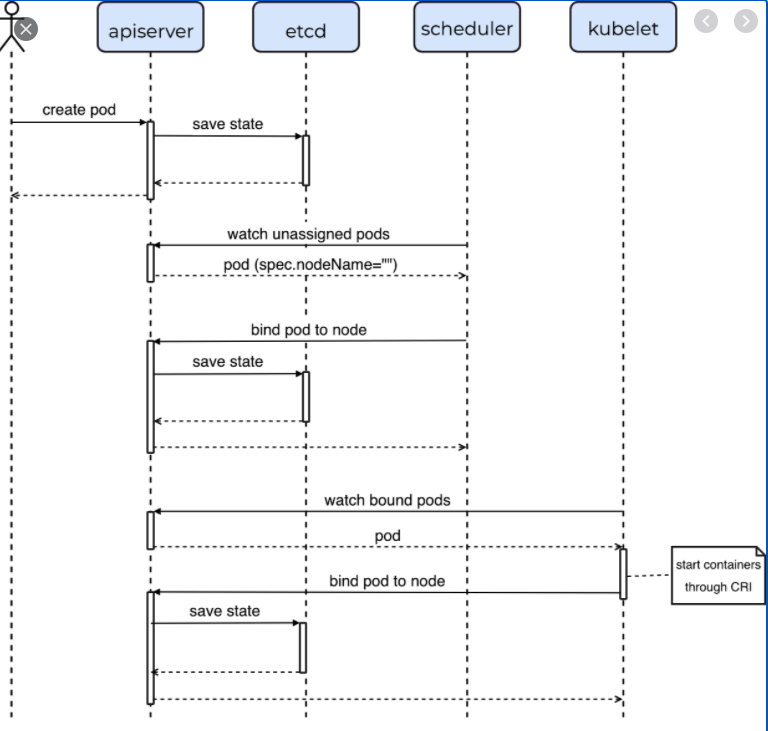 apiserver
etcd
scheduler
kubelet
create pod
save state
watch unassigned pods
pod (spec.nodeName="")
bind pod to node
save state
watch bound pods
pod
start containers
through CRI
bind pod to node
save state